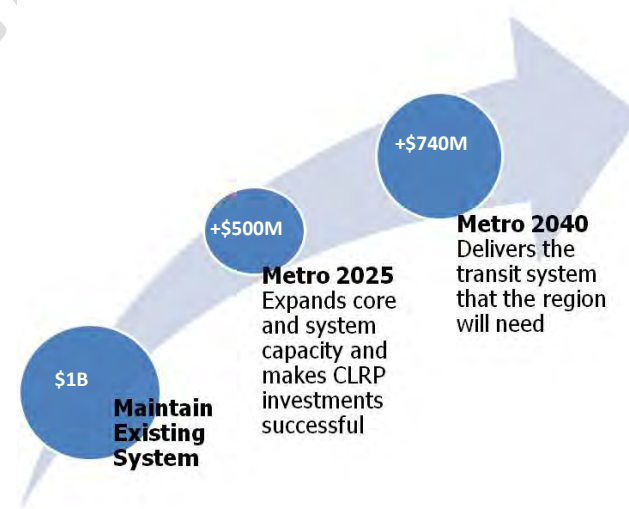 $1B
Maintain
Existing
System
+$500M
Metro 2025
Expands core
and system
capacity and
makes CLRP
investments
successful
+$740M
Metro 2040
Delivers the
transit system
that the region
will need